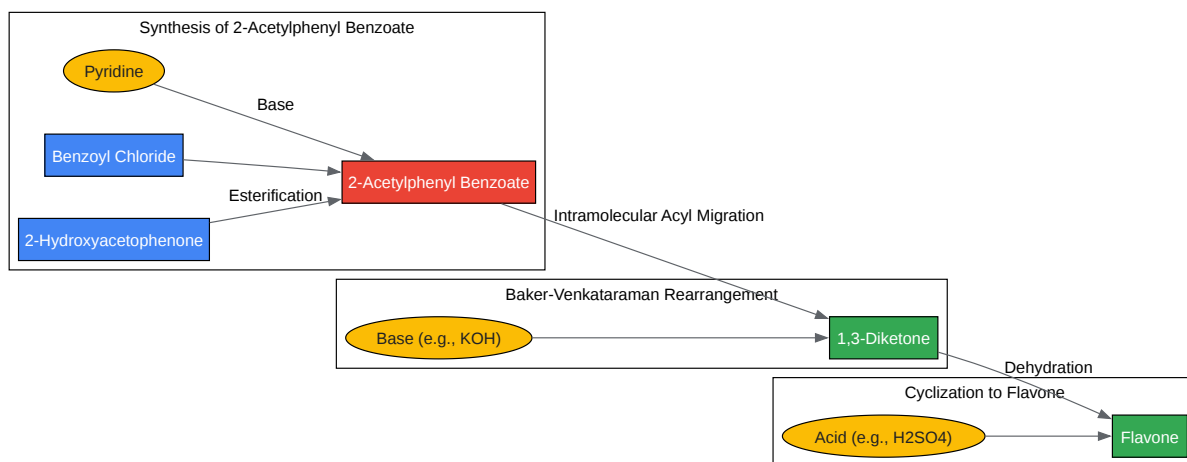 Synthesis of 2-Acetylphenyl Benzoate
Pyridine
Base
Benzoyl Chloride
2-Acetylphenyl Benzoate
Esterification
2-Hydroxyacetophenone
Intramolecular Acyl Migration
Baker-Venkataraman Rearrangement
Base (e.g., KOH)
1,3-Diketone
Dehydration
Cyclization to Flavone
Acid (e.g., H2SO4)
Flavone